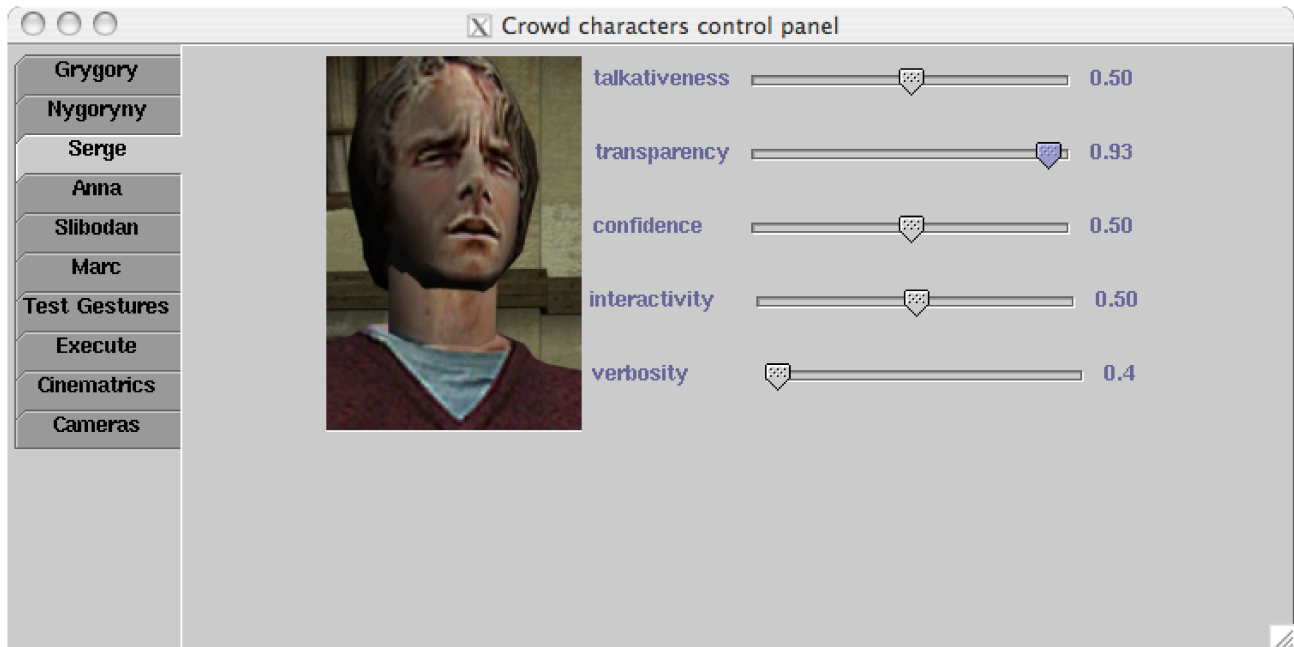 Crowd characters control panel
Grygory
Nygoryny
Serge
Anna
Slibodan
Marc
Test Gestures
Execute
Cinematrics
Cameras
talkativeness 0.50
transparency 0.93
confidence 0.50
interactivity 0.50
verbosity 0.4